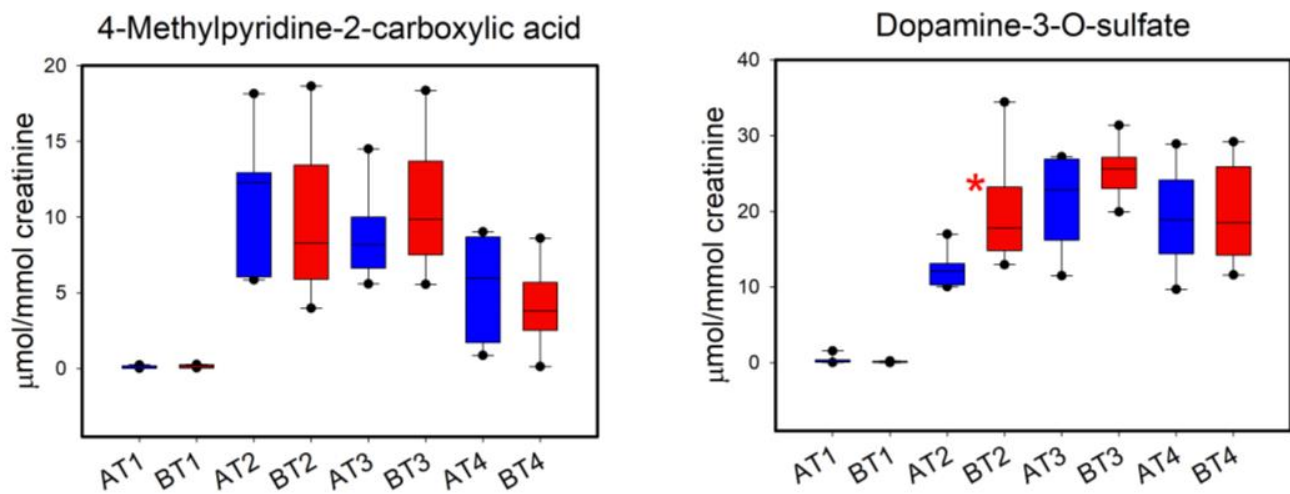 4-Methylpyridine-2-carboxylic acid
μmol/mmol creatinine
20
15
10
5
0
AT1 BT1 AT2 BT2 AT3 BT3 AT4 BT4
Dopamine-3-O-sulfate
μmol/mmol creatinine
40
30
20
10
0
*
AT1 BT1 AT2 BT2 AT3 BT3 AT4 BT4